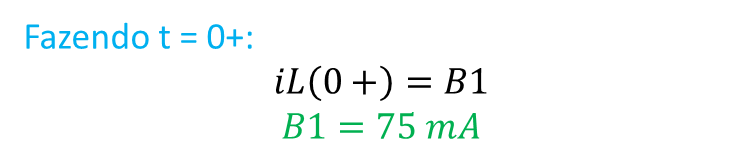 Fazendo t = 0+:
iL(0 +) = B1
B1 = 75 mA